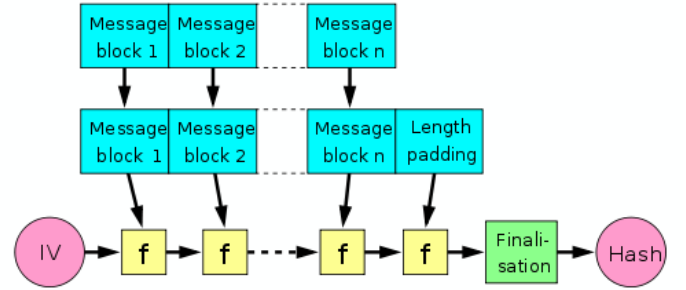 Message
block 1
Message
block 2
Message
block n
Message
block 1
Message
block 2
Message
block n
Length
padding
IV
f
f
f
f
Finali-
sation
Hash